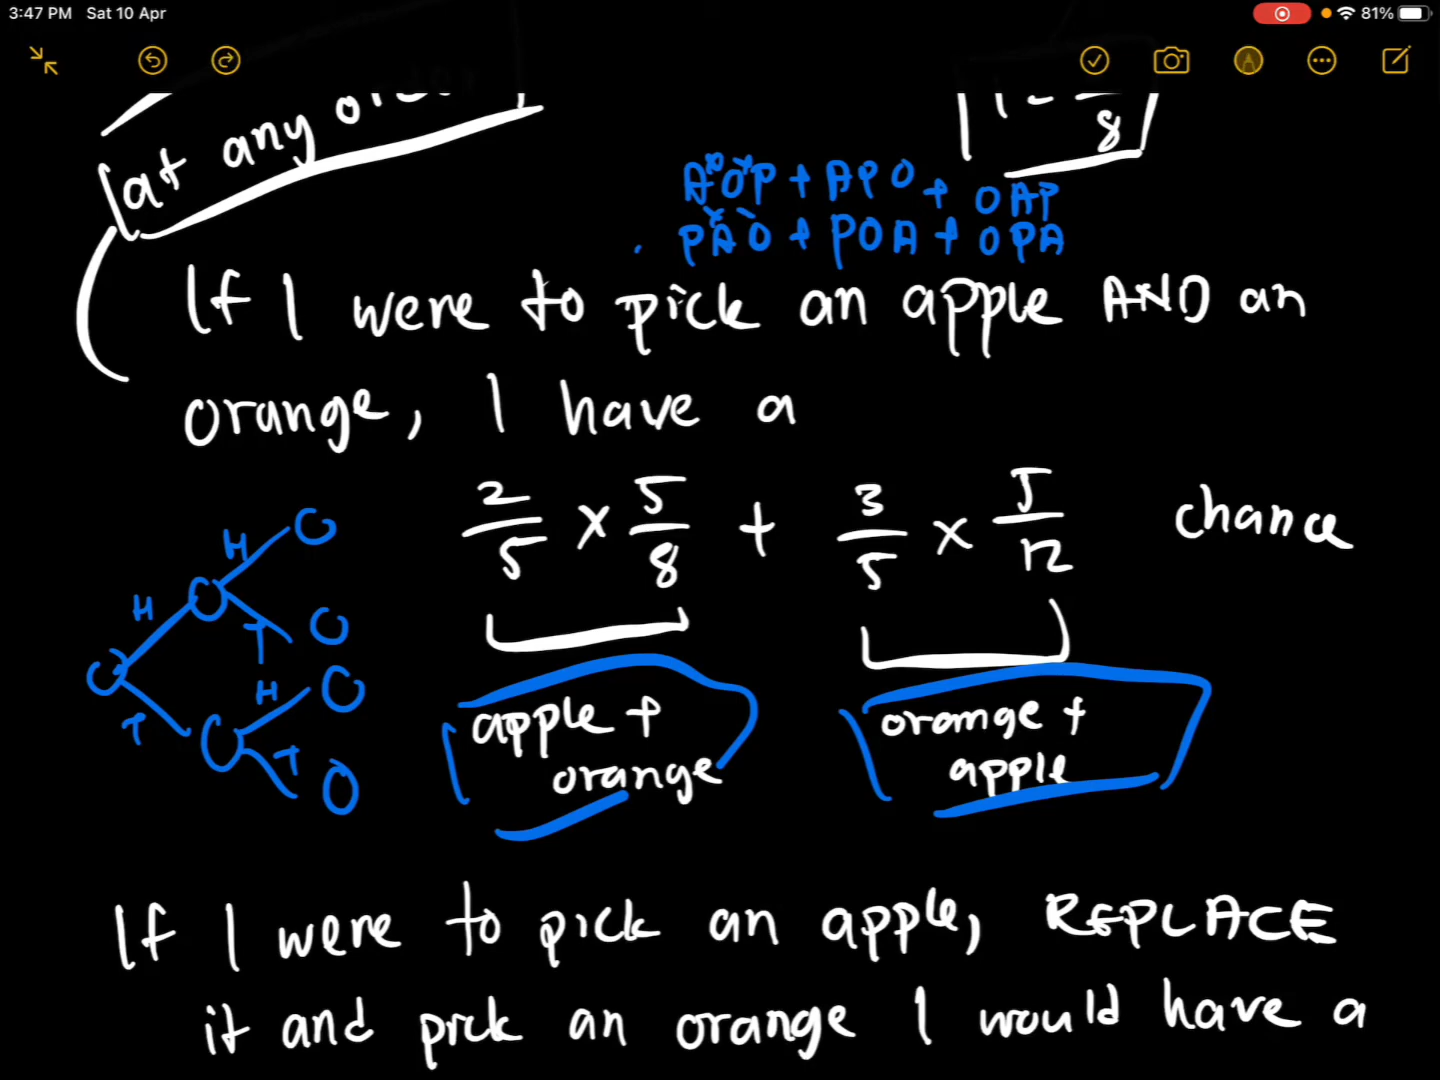 3:47 PM Sat 10 Apr
81%
at any
8
AOP + APO + OAP
PAO + POA + OPA
If I were to pick an apple AND an
orange, I have a
2/5 × 5/8 + 3/5 × 5/12 chance
apple +
orange
orange +
apple
H
H
T
H
T
T
If I were to pick an apple, REPLACE
it and pick an orange I would have a